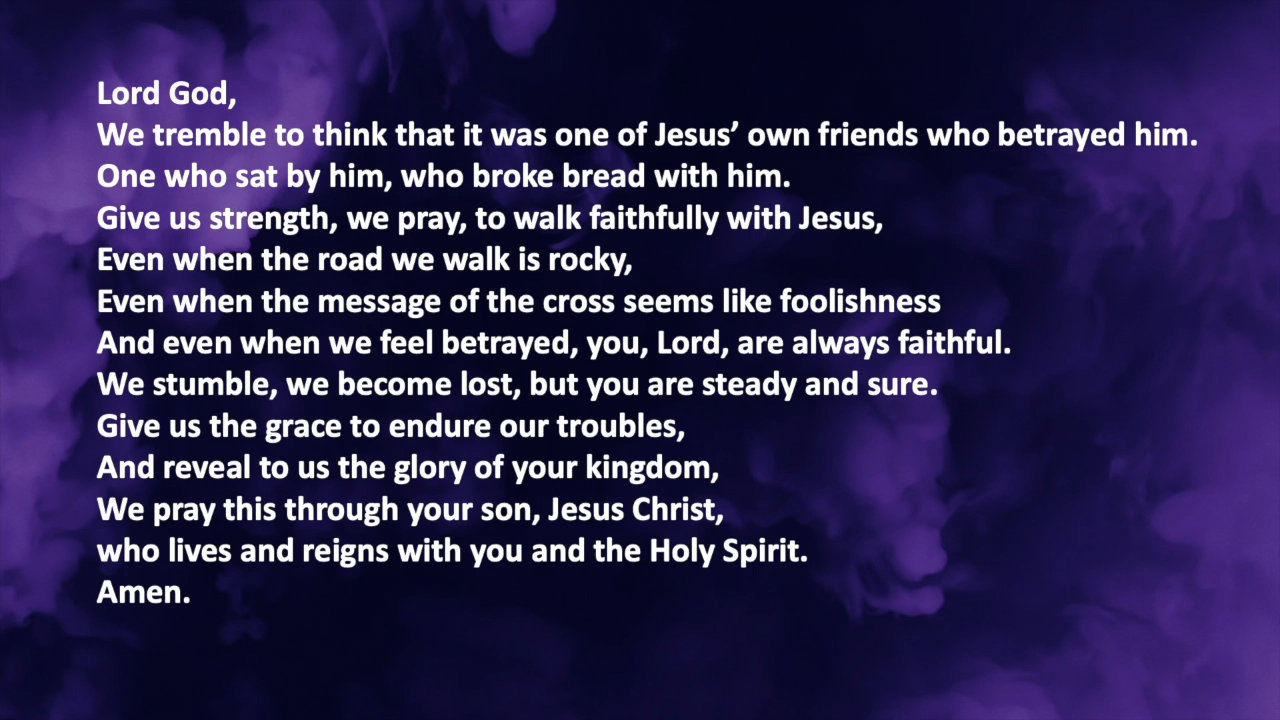 Lord God,
We tremble to think that it was one of Jesus’ own friends who betrayed him.
One who sat by him, who broke bread with him.
Give us strength, we pray, to walk faithfully with Jesus,
Even when the road we walk is rocky,
Even when the message of the cross seems like foolishness
And even when we feel betrayed, you, Lord, are always faithful.
We stumble, we become lost, but you are steady and sure.
Give us the grace to endure our troubles,
And reveal to us the glory of your kingdom,
We pray this through your son, Jesus Christ,
who lives and reigns with you and the Holy Spirit.
Amen.